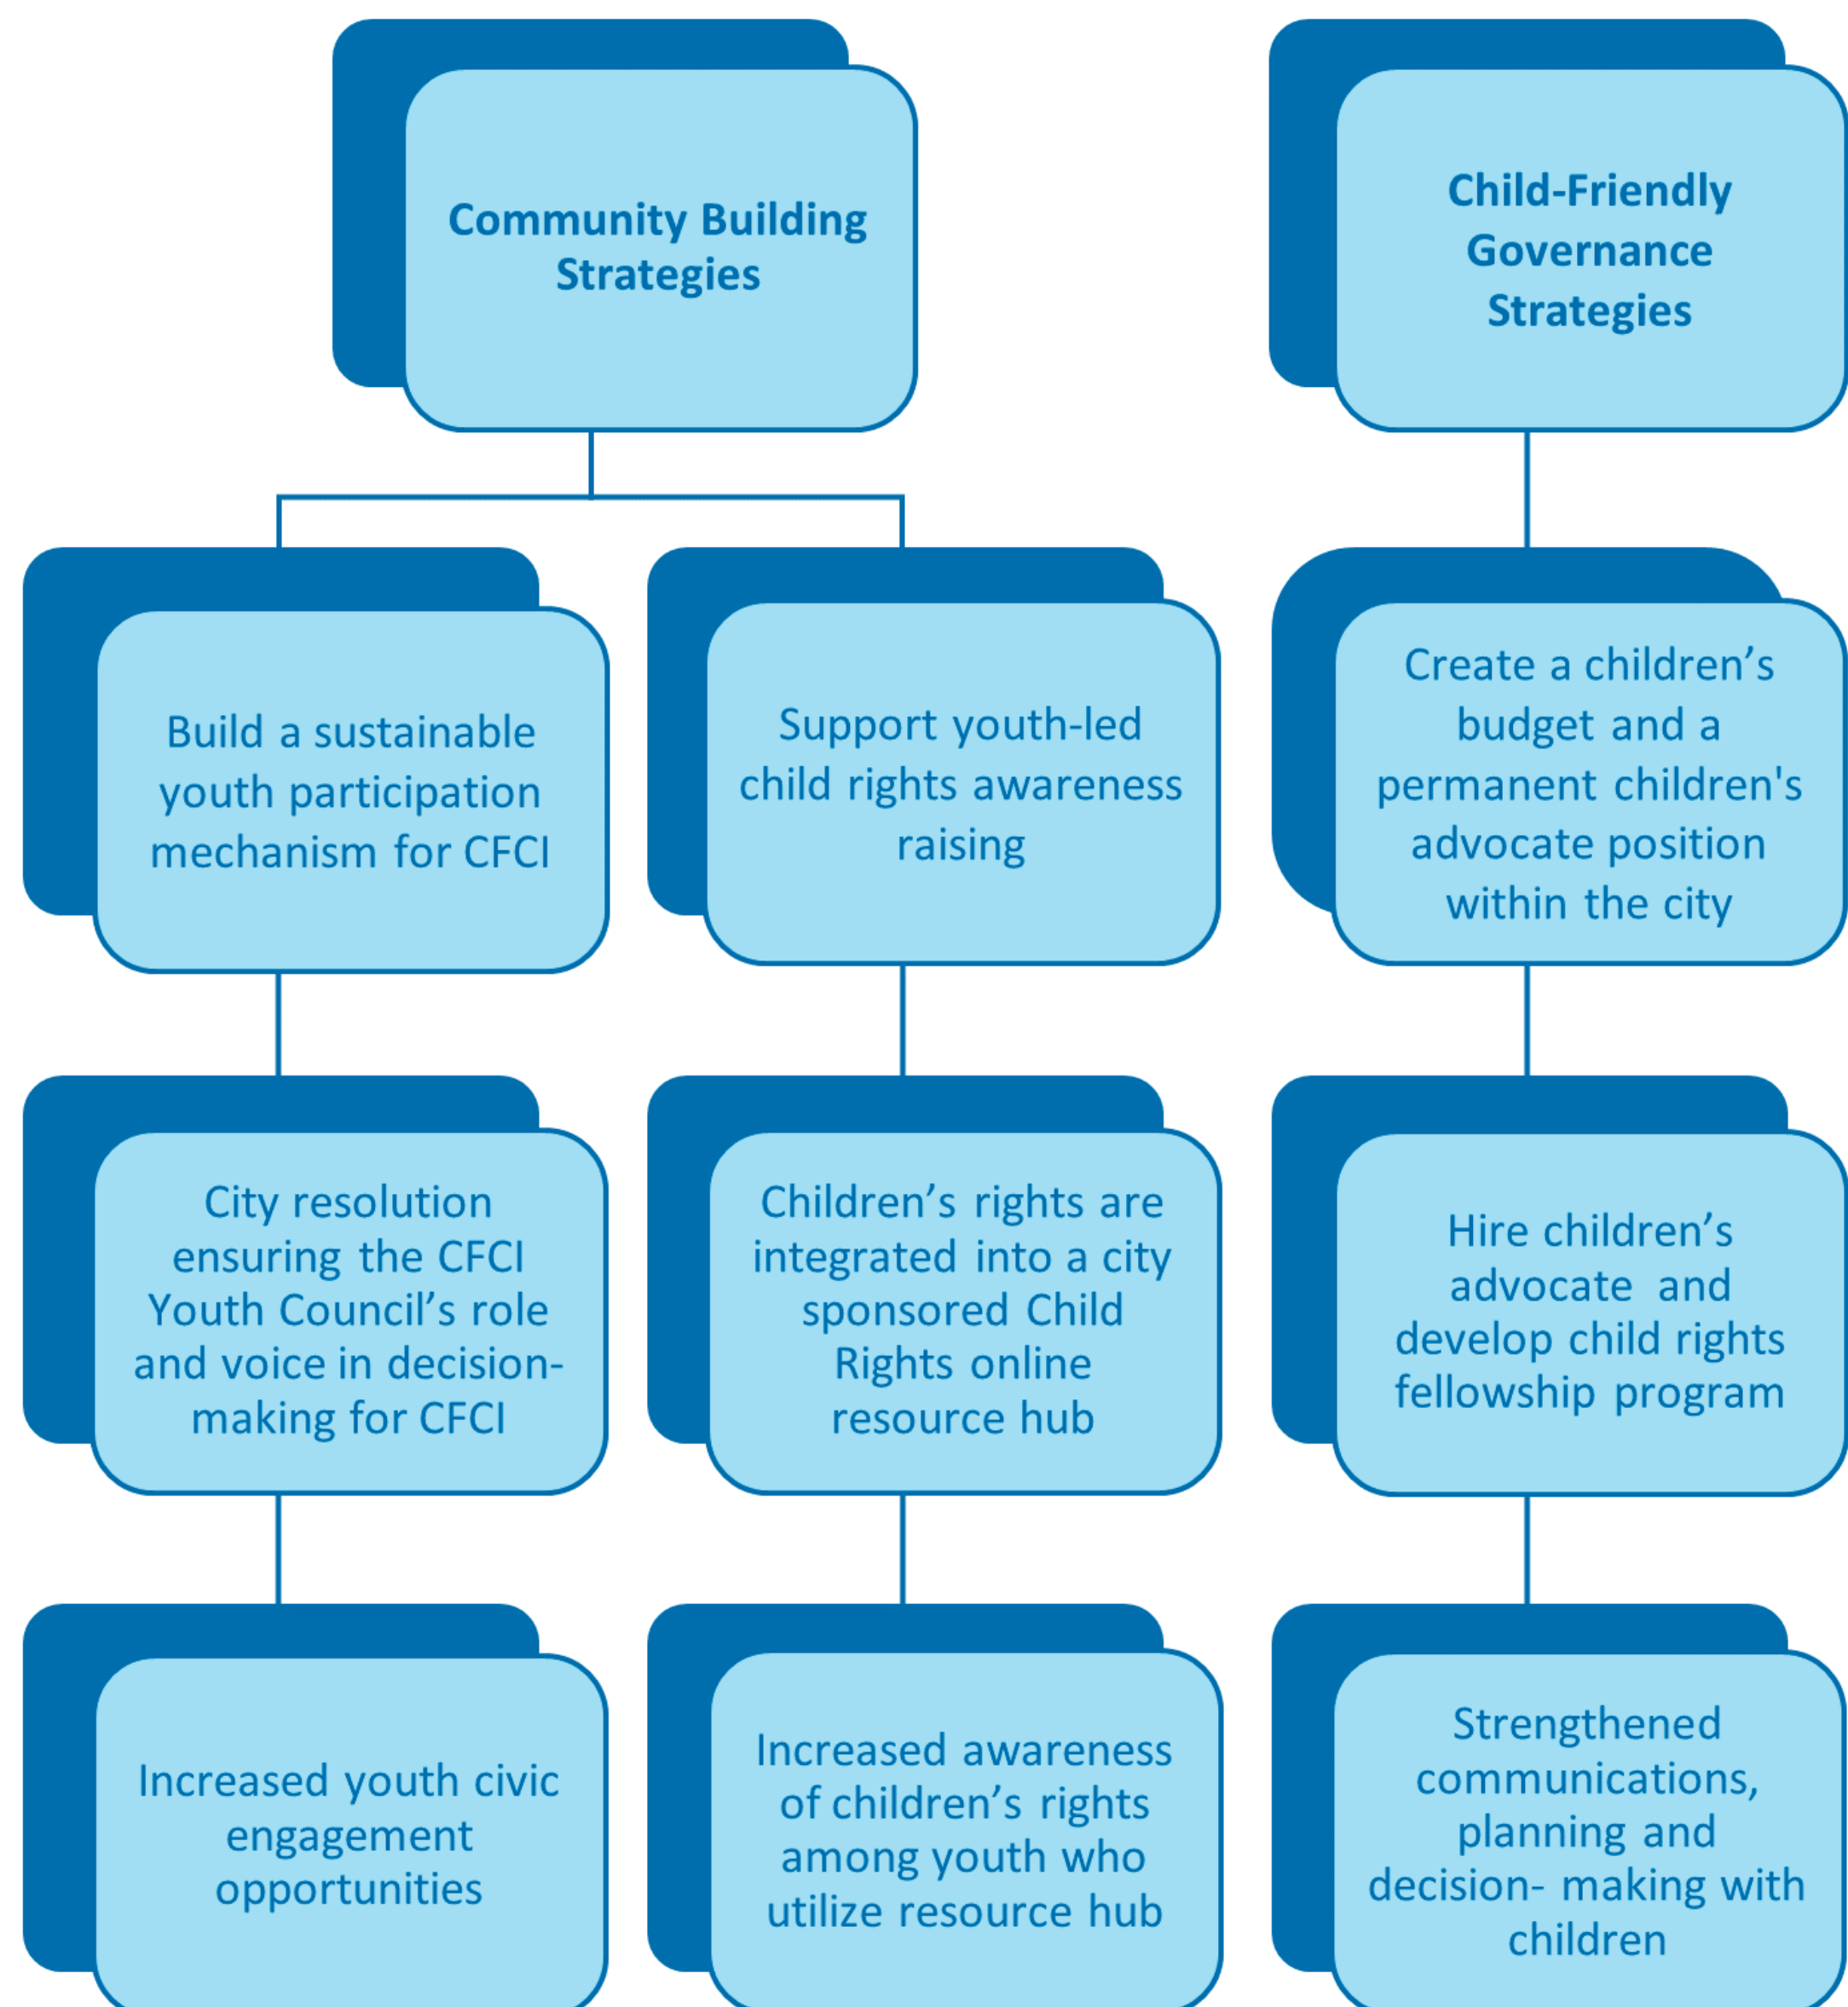 Community Building
Strategies
Child-Friendly
Governance
Strategies
Build a sustainable
youth participation
mechanism for CFCI
Support youth-led
child rights awareness
raising
Create a children’s
budget and a
permanent children's
advocate position
within the city
City resolution
ensuring the CFCI
Youth Council’s role
and voice in decision-
making for CFCI
Children’s rights are
integrated into a city
sponsored Child
Rights online
resource hub
Hire children’s
advocate and
develop child rights
fellowship program
Increased youth civic
engagement
opportunities
Increased awareness
of children’s rights
among youth who
utilize resource hub
Strengthened
communications,
planning and
decision- making with
children